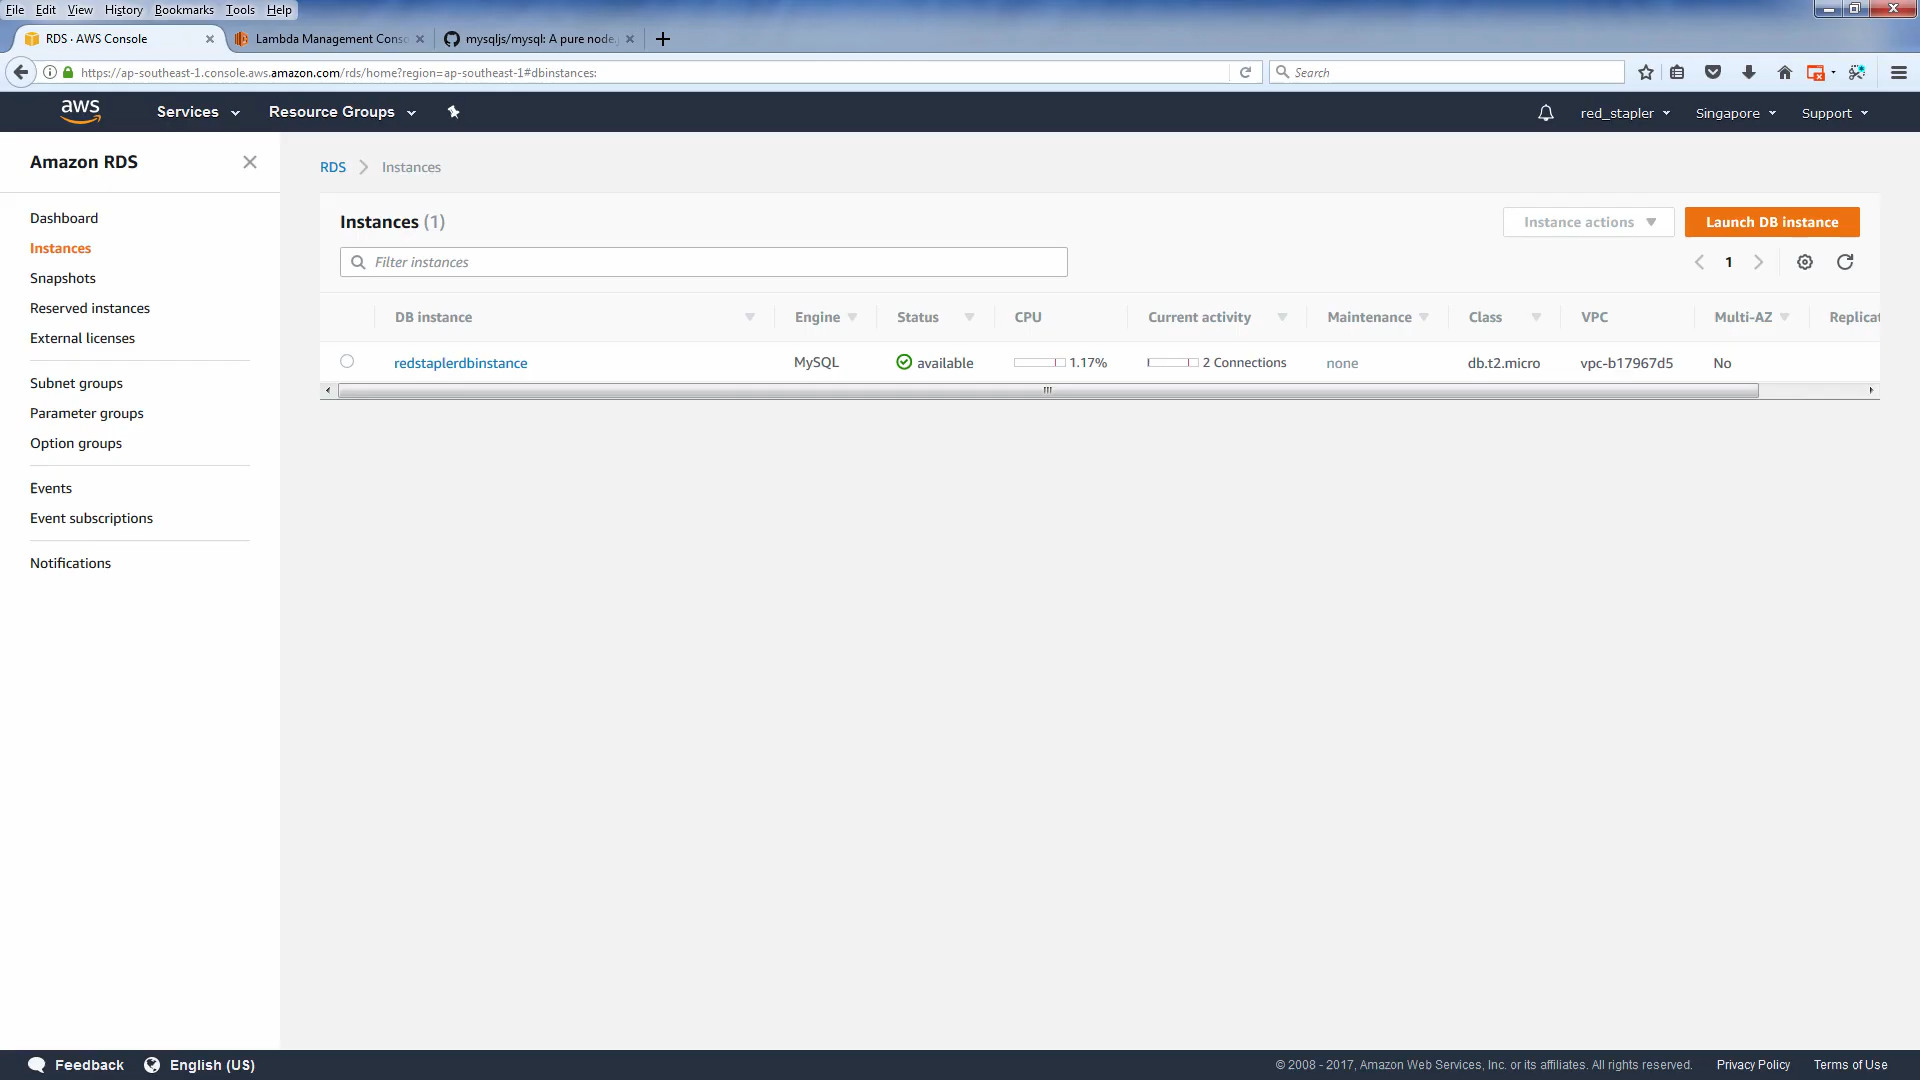 File Edit View History Bookmarks Tools Help
RDS · AWS Console
Lambda Management Conso
mysqljs/mysql: A pure node.
https://ap-southeast-1.console.aws.amazon.com/rds/home?region=ap-southeast-1#dbinstances:
Search
aws
Services
Resource Groups
red_stapler
Singapore
Support
Amazon RDS
Dashboard
Instances
Snapshots
Reserved instances
External licenses
Subnet groups
Parameter groups
Option groups
Events
Event subscriptions
Notifications
RDS > Instances
Instances (1)
Instance actions
Launch DB instance
Filter instances
1
DB instance Engine Status CPU Current activity Maintenance Class VPC Multi-AZ Replicat
redstaplerdbinstance MySQL available 1.17% 2 Connections none db.t2.micro vpc-b17967d5 No
Feedback
English (US)
© 2008 - 2017, Amazon Web Services, Inc. or its affiliates. All rights reserved.
Privacy Policy
Terms of Use